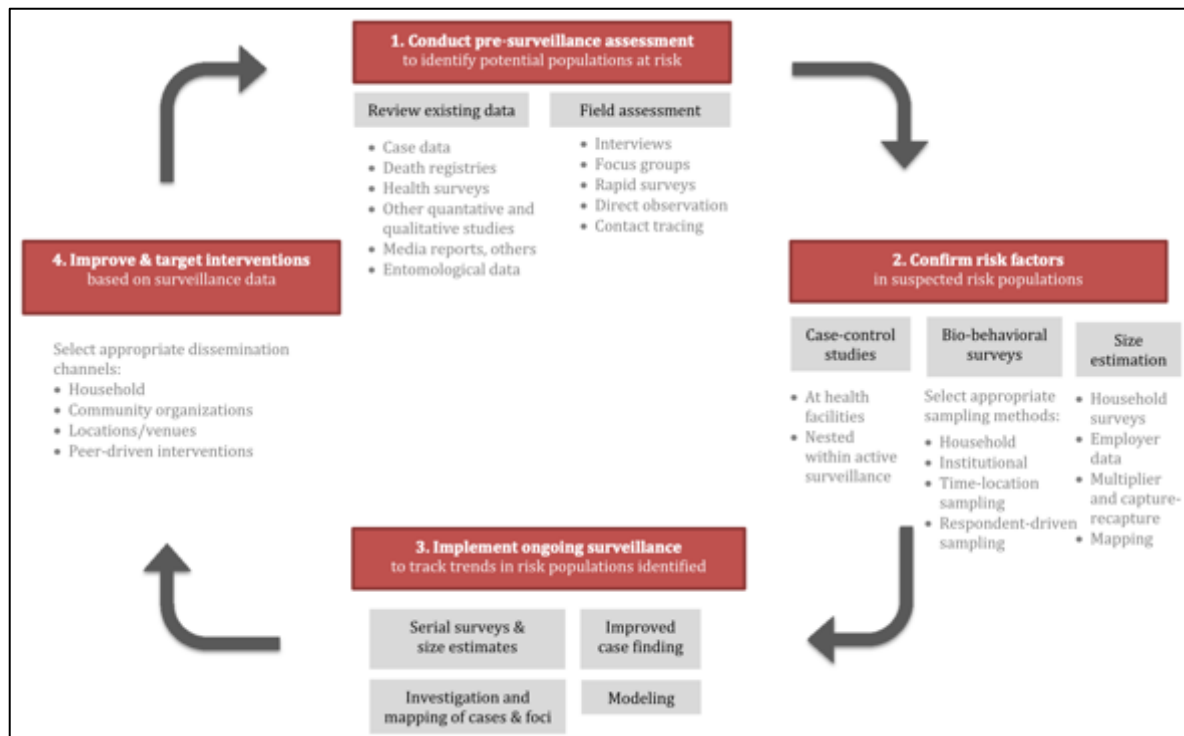 1. Conduct pre-surveillance assessment
to identify potential populations at risk
Review existing data
• Case data
• Death registries
• Health surveys
• Other quantative and
qualitative studies
• Media reports, others
• Entomological data
Field assessment
• Interviews
• Focus groups
• Rapid surveys
• Direct observation
• Contact tracing
2. Confirm risk factors
in suspected risk populations
Case-control
studies
• At health
facilities
• Nested
within active
surveillance
Bio-behavioral
surveys
Select appropriate
sampling methods:
• Household
• Institutional
• Time-location
sampling
• Respondent-driven
sampling
Size
estimation
• Household
surveys
• Employer
data
• Multiplier
and capture-
recapture
• Mapping
3. Implement ongoing surveillance
to track trends in risk populations identified
Serial surveys &
size estimates
Improved
case finding
Investigation and
mapping of cases & foci
Modeling
4. Improve & target interventions
based on surveillance data
Select appropriate dissemination
channels:
• Household
• Community organizations
• Locations/venues
• Peer-driven interventions